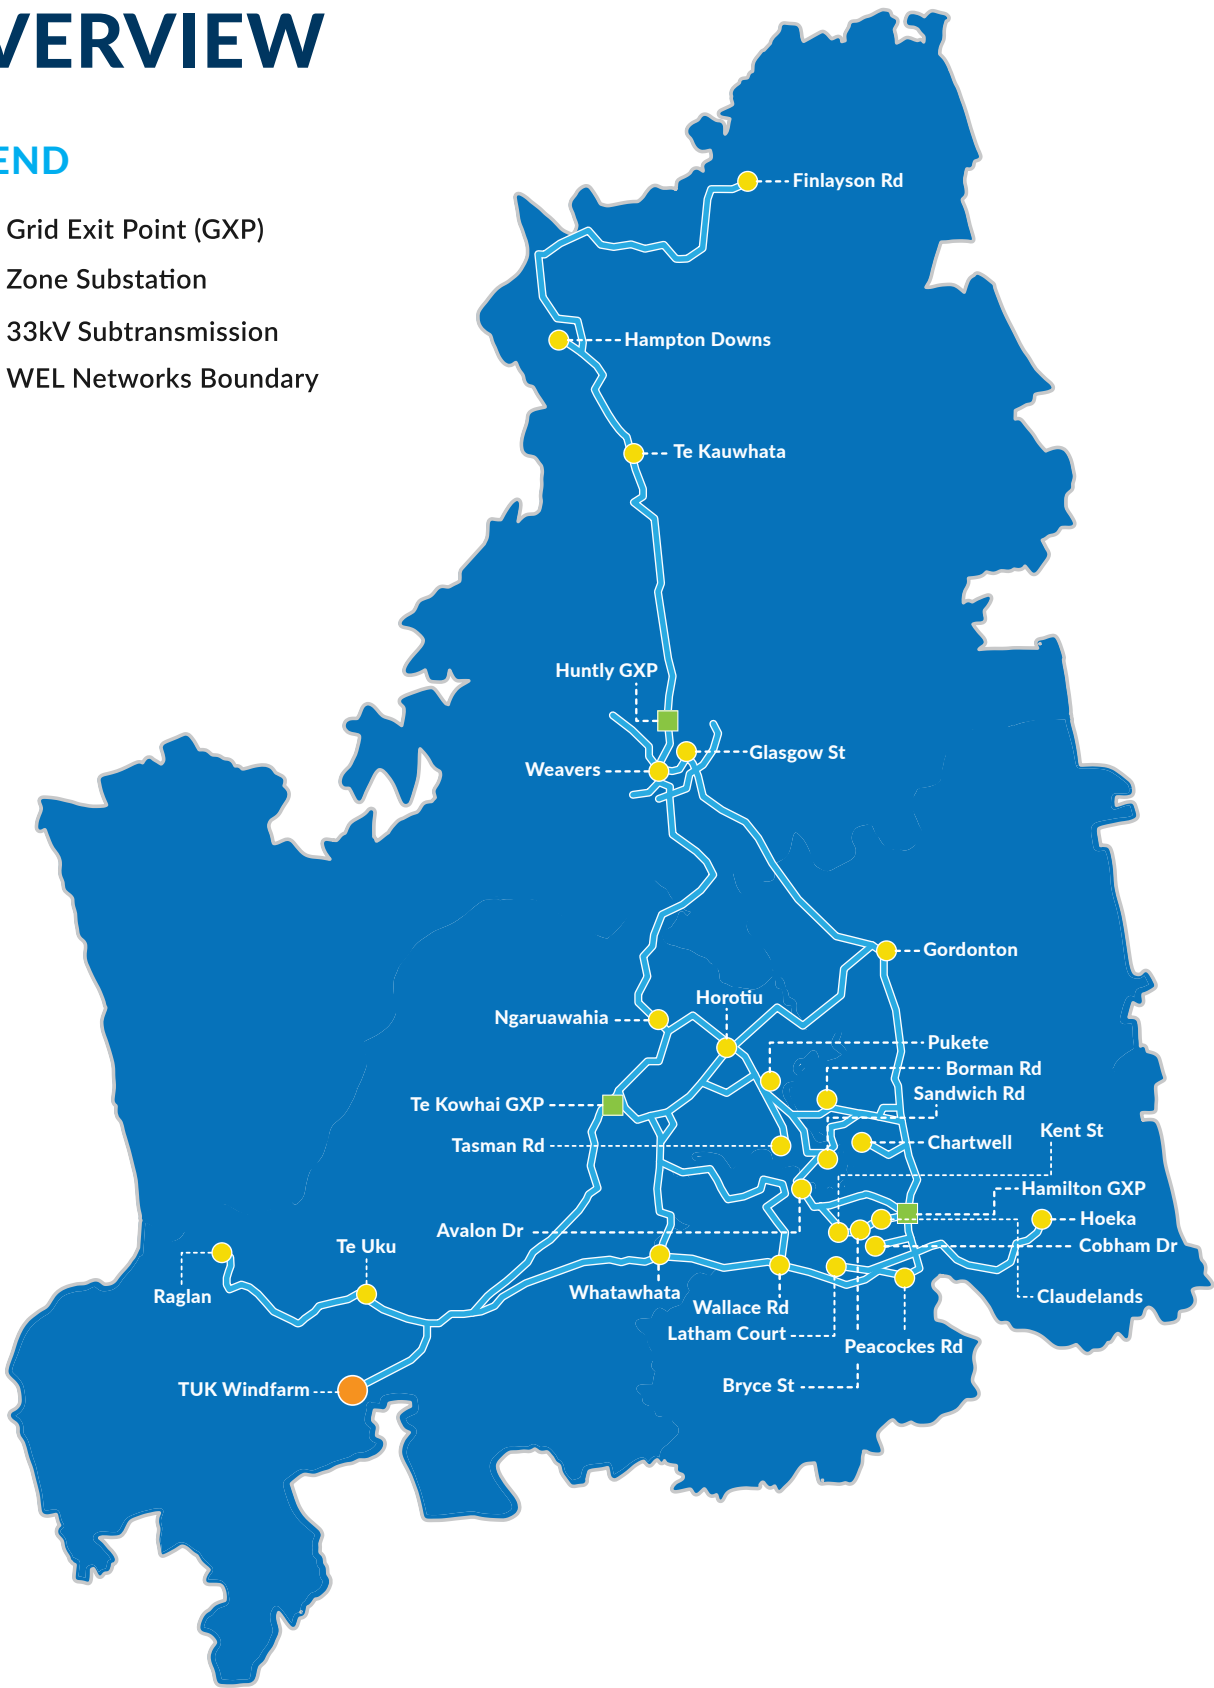 VERVIEW
END
Grid Exit Point (GXP)
Zone Substation
33kV Subtransmission
WEL Networks Boundary
Finlayson Rd
Hampton Downs
Te Kauwhata
Huntly GXP
Glasgow St
Weavers
Gordonton
Horotiu
Ngaruawahia
Pukete
Borman Rd
Sandwich Rd
Te Kowhai GXP
Kent St
Tasman Rd
Chartwell
Hamilton GXP
Hoeka
Avalon Dr
Cobham Dr
Te Uku
Raglan
Whatawhata
Claudelands
Wallace Rd
Latham Court
Peacockes Rd
Bryce St
TUK Windfarm